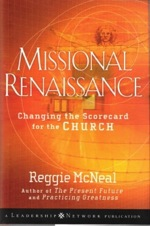 MISSIONAL
RENAISSANCE
Changing the Scorecard
for the CHURCH
Reggie McNeal
Author of The Present Future
and Practicing Greatness
A LEADERSHIP NETWORK PUBLICATION